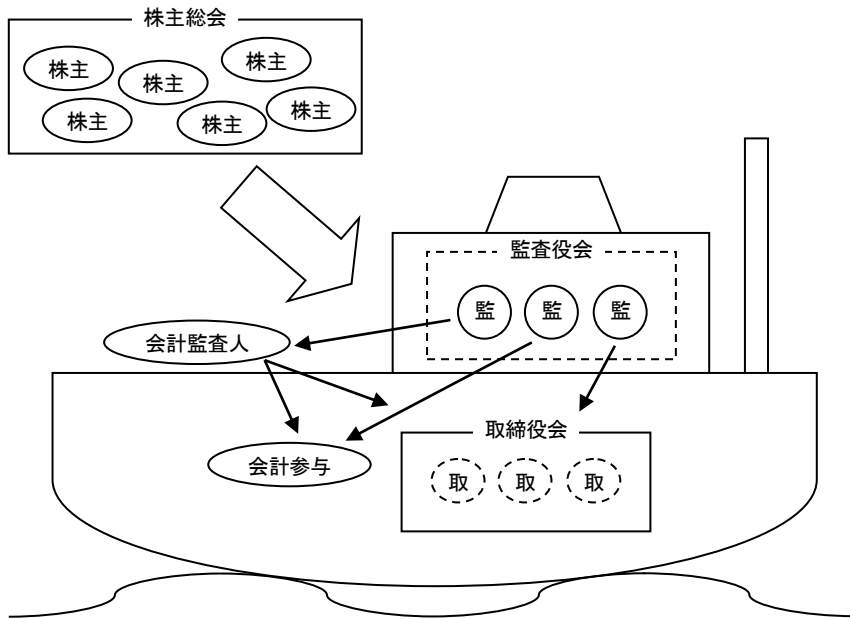 株主総会
株主
株主
株主
株主
株主
株主
監査役会
監 監 監
会計監査人
取締役会
会計参与
取 取 取